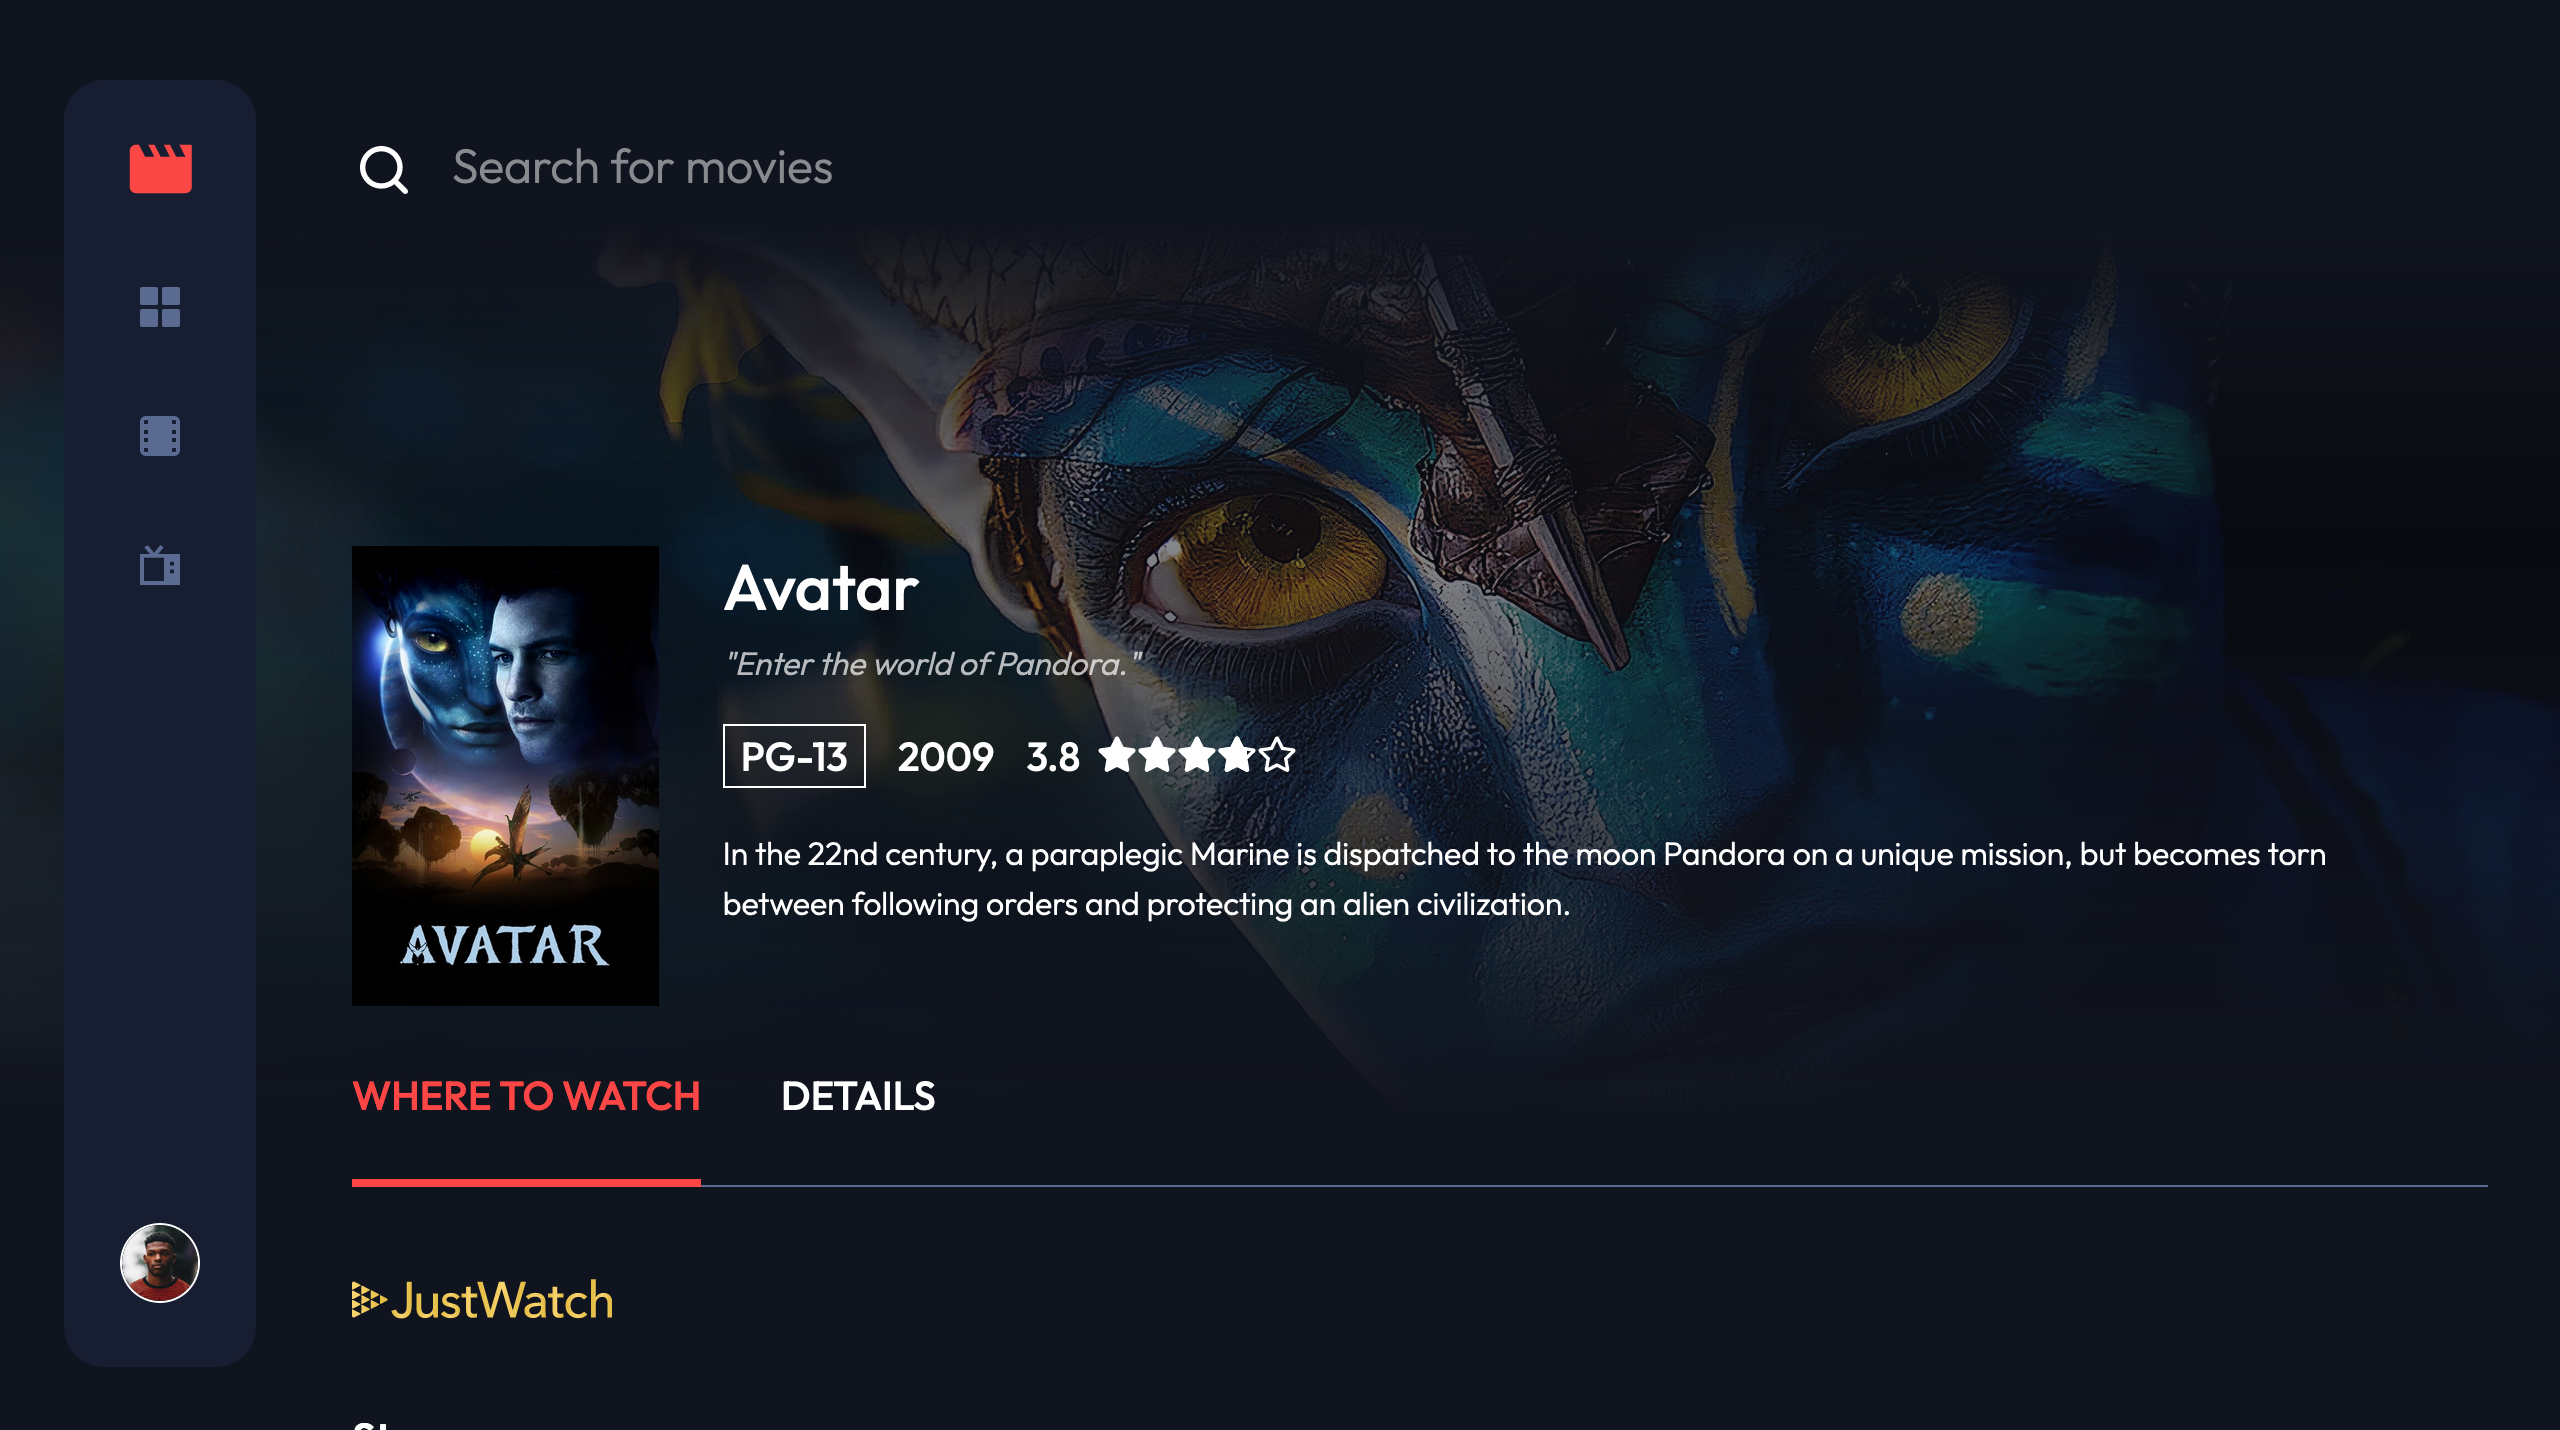 Search for movies
Avatar
"Enter the world of Pandora."
PG-13 2009 3.8
In the 22nd century, a paraplegic Marine is dispatched to the moon Pandora on a unique mission, but becomes torn
between following orders and protecting an alien civilization.
AVATAR
WHERE TO WATCH DETAILS
JustWatch